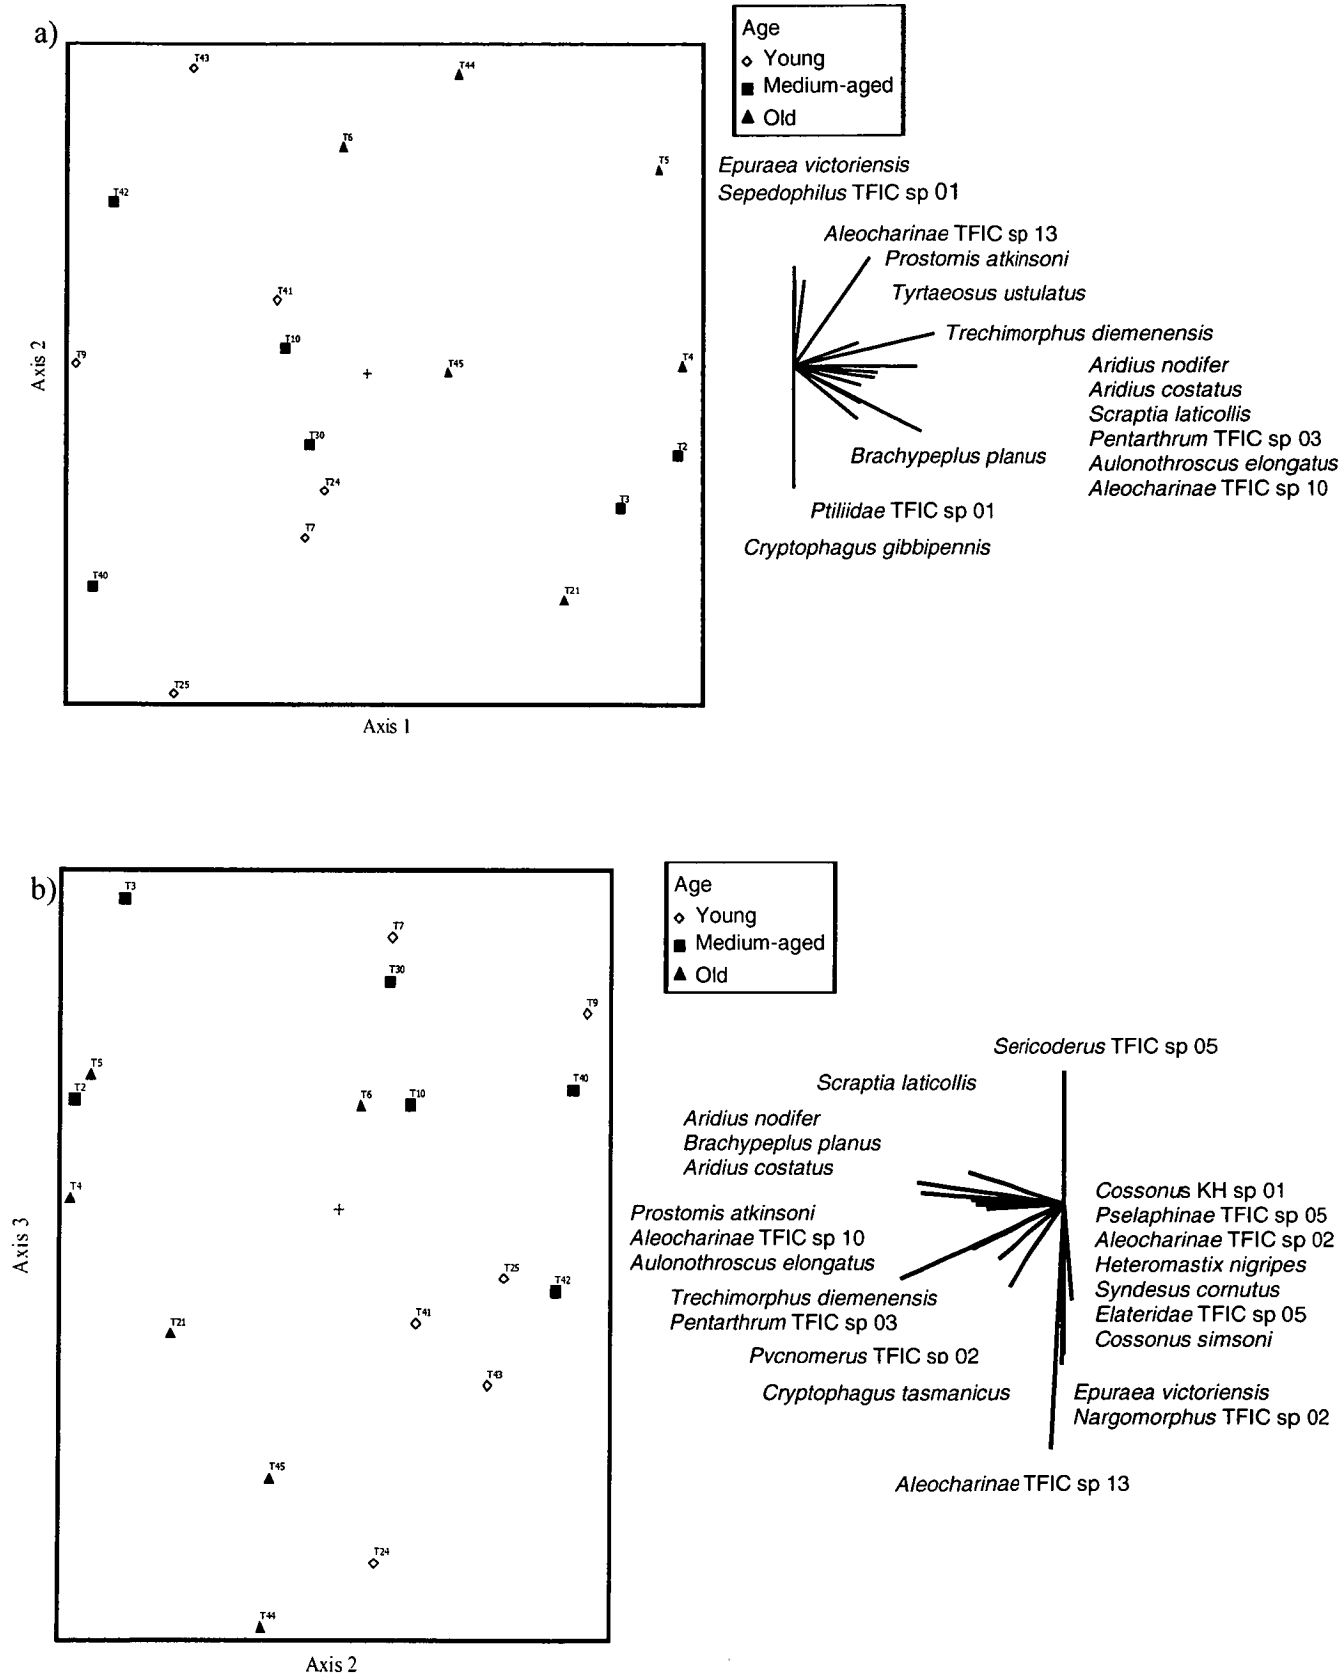 a)
Age
Young
Medium-aged
Old
T43
T44
T6
T5
T42
T41
T10
T9
T45
T4
T30
T2
T24
T3
T7
T40
T21
T25
Axis 2
Axis 1
Epuraea victoriensis
Sepedophilus TFIC sp 01
Aleocharinae TFIC sp 13
Prostomis atkinsoni
Tyrtaeosus ustulatus
Trechimorphus diemenensis
Aridius nodifer
Aridius costatus
Scraptia laticollis
Pentarthrum TFIC sp 03
Aulonothroscus elongatus
Aleocharinae TFIC sp 10
Brachypeplus planus
Ptiliidae TFIC sp 01
Cryptophagus gibbipennis
b)
Age
Young
Medium-aged
Old
T3
T7
T30
T9
T5
T2
T6
T10
T40
T4
T25
T42
T21
T41
T43
T45
T24
T44
Axis 3
Axis 2
Sericoderus TFIC sp 05
Scraptia laticollis
Aridius nodifer
Brachypeplus planus
Aridius costatus
Prostomis atkinsoni
Aleocharinae TFIC sp 10
Aulonothroscus elongatus
Trechimorphus diemenensis
Pentarthrum TFIC sp 03
Pycnomerus TFIC sp 02
Cryptophagus tasmanicus
Cossonus KH sp 01
Pselaphinae TFIC sp 05
Aleocharinae TFIC sp 02
Heteromastix nigripes
Syndesus cornutus
Elateridae TFIC sp 05
Cossonus simsoni
Epuraea victoriensis
Nargomorphus TFIC sp 02
Aleocharinae TFIC sp 13